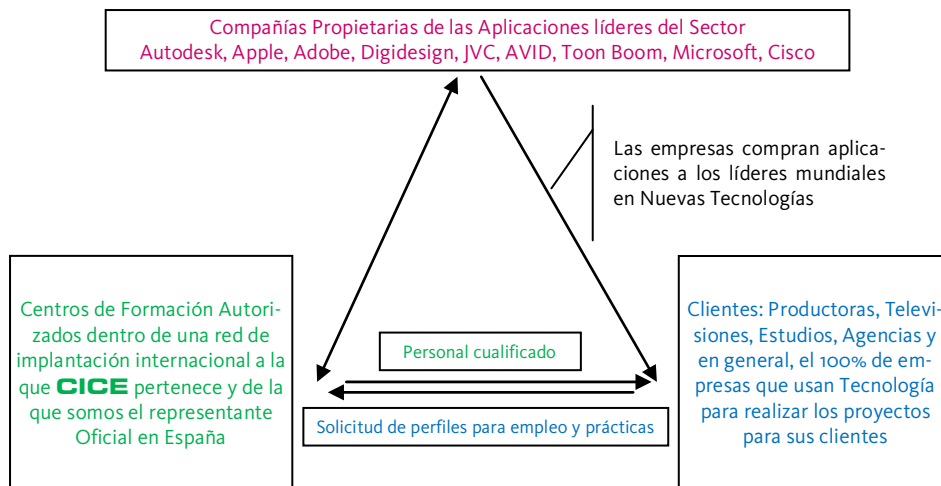 Compañías Propietarias de las Aplicaciones líderes del Sector
Autodesk, Apple, Adobe, Digidesign, JVC, AVID, Toon Boom, Microsoft, Cisco
Las empresas compran aplica-
ciones a los líderes mundiales
en Nuevas Tecnologías
Centros de Formación Autori-
zados dentro de una red de
implantación internacional a la
que CICE pertenece y de la
que somos el representante
Oficial en España
Personal cualificado
Solicitud de perfiles para empleo y prácticas
Clientes: Productoras, Televi-
siones, Estudios, Agencias y
en general, el 100% de em-
presas que usan Tecnología
para realizar los proyectos
para sus clientes